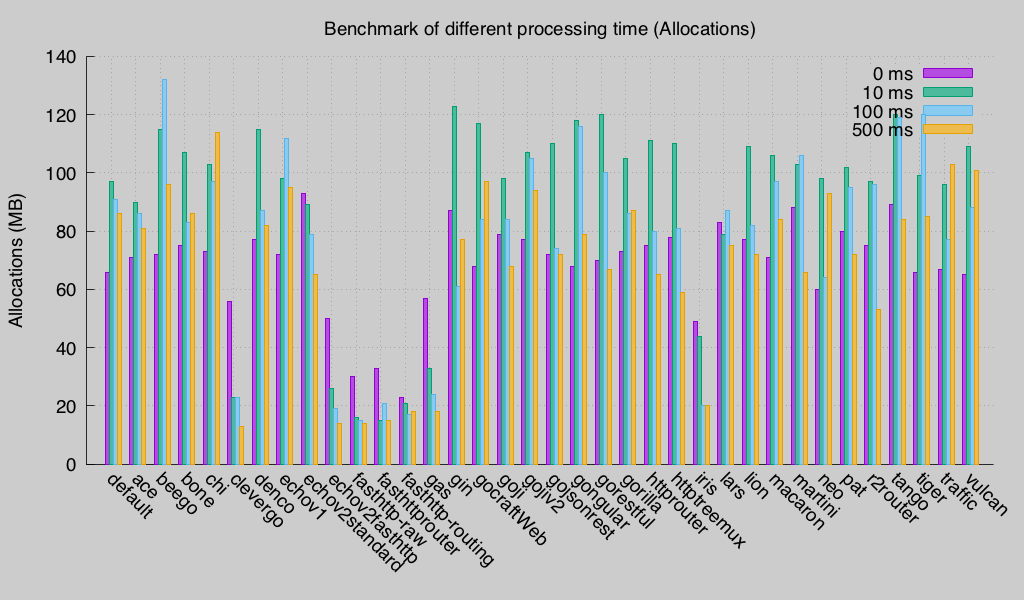 Benchmark of different processing time (Allocations)
Allocations (MB)
140
120
100
80
60
40
20
0
0 ms
10 ms
100 ms
500 ms
default
ace
beego
bone
chi
clevergo
denco
echov1
echov2standard
echov2fasthttp
fasthttp-raw
fasthttprouter
fasthttp-routing
gas
gin
gocraftWeb
goji
gojiv2
gojsonrest
gongular
gorestful
gorilla
httprouter
httptreemux
iris
lars
lion
macaron
martini
neo
pat
r2router
tango
tiger
traffic
vulcan